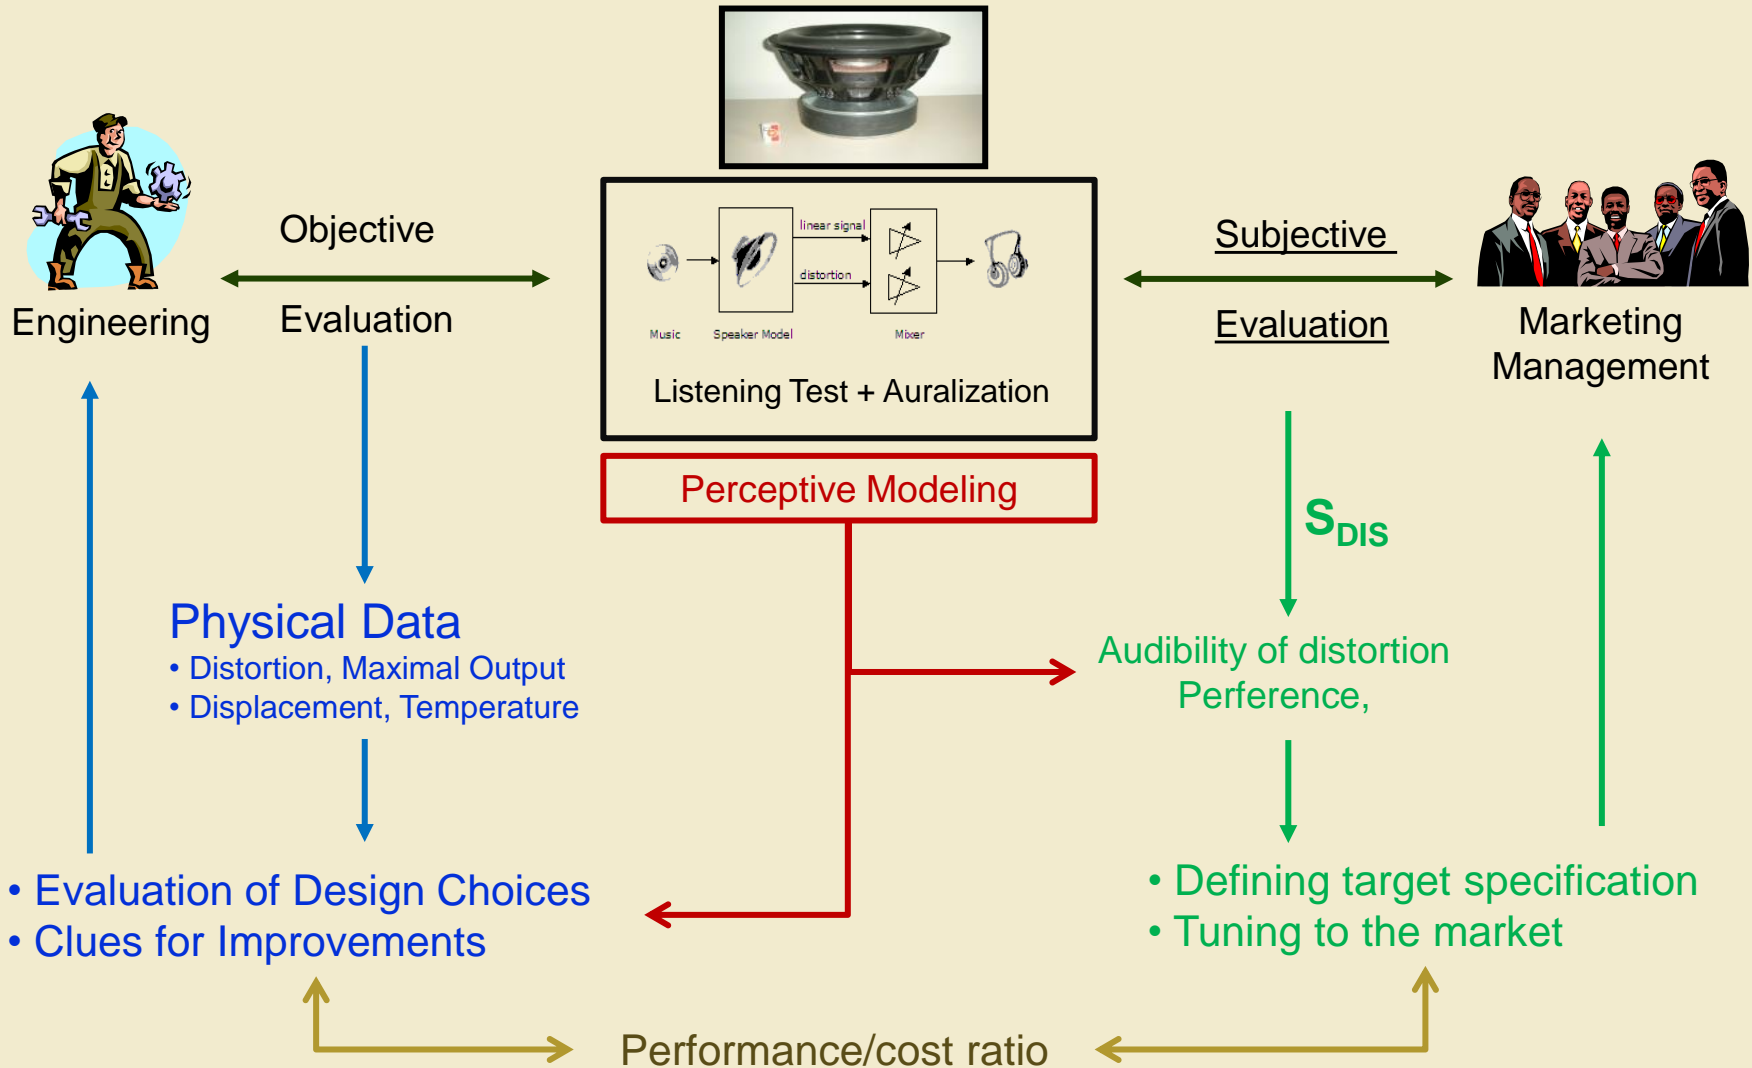 Objective
Evaluation
Engineering
linear signal
distortion
Music
Speaker Model
Mixer
Listening Test + Auralization
Perceptive Modeling
Subjective
Evaluation
Marketing
Management
S_DIS
Physical Data
• Distortion, Maximal Output
• Displacement, Temperature
Audibility of distortion
Perference,
• Evaluation of Design Choices
• Clues for Improvements
• Defining target specification
• Tuning to the market
Performance/cost ratio